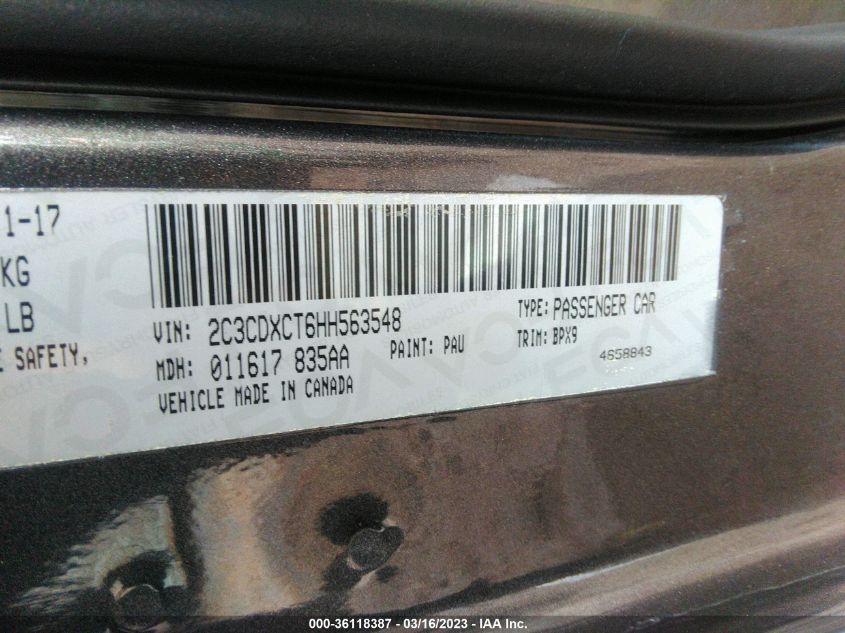 1-17
KG
LB
E SAFETY,
VIN: 2C3CDXCT6HH563548
TYPE: PASSENGER CAR
MDH: 011617 835AA
PAINT: PAU
TRIM: BPX9
4658843
VEHICLE MADE IN CANADA
000-36118387 - 03/16/2023 - IAA Inc.